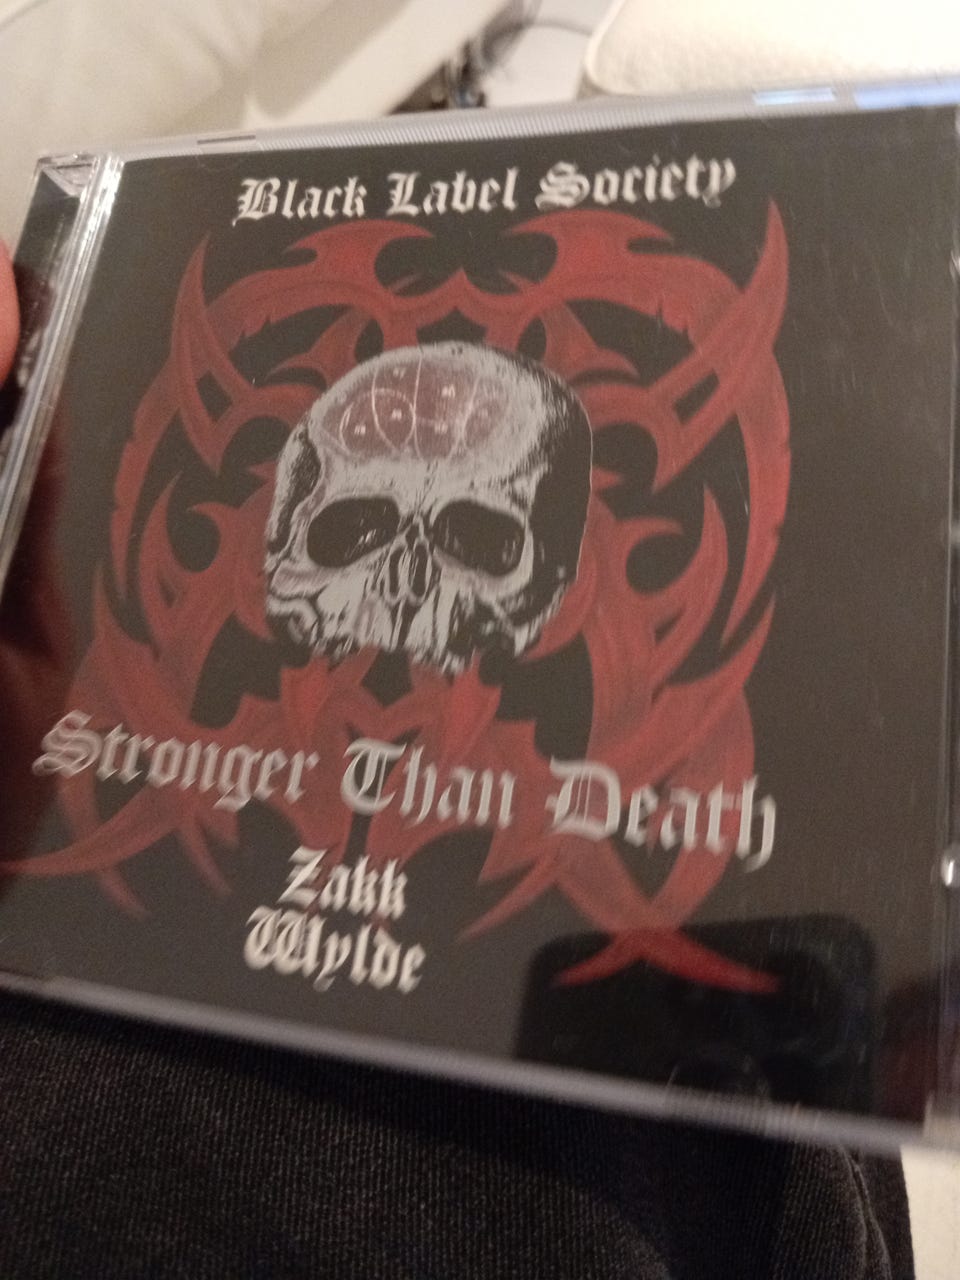 Black Label Society
Stronger Than Death
Zakk
Wylde